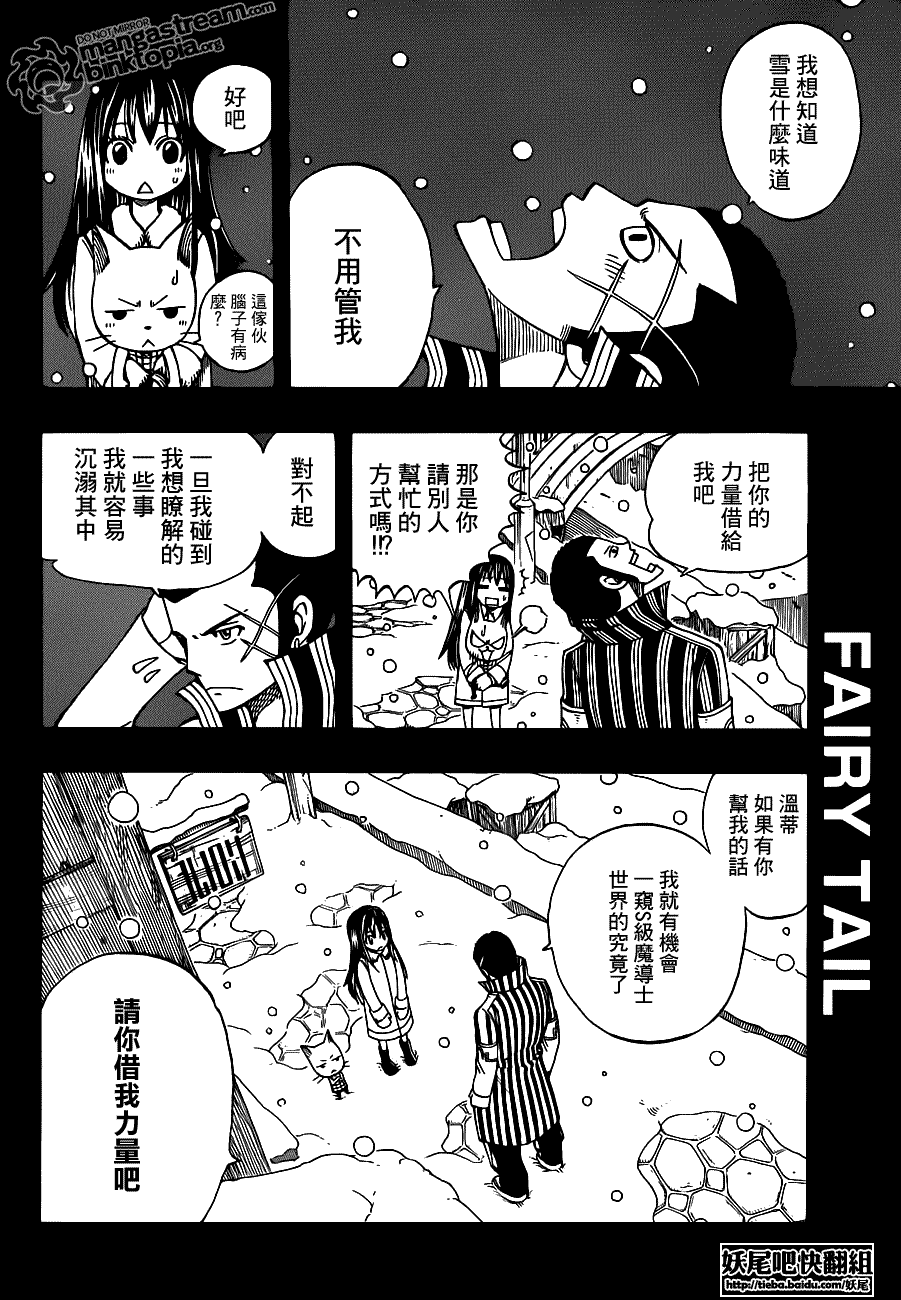 DO NOT MIRROR
mangastream.com
binktopia.org
我想知道
雪是什麼味道
不用管我
好吧
這傢伙
腦子有病
麼?
把你的
力量借給
我吧
那是你
請別人
幫忙的
方式嗎!!?
對不起
一旦我碰到
我想瞭解的
一些事
我就容易
沉溺其中
FAIRY TAIL
溫蒂
如果有你
幫我的話
我就有機會
一窺S級魔導士
世界的究竟了
請你借我力量吧
妖尾吧快翻組
http://tieba.baidu.com/妖尾